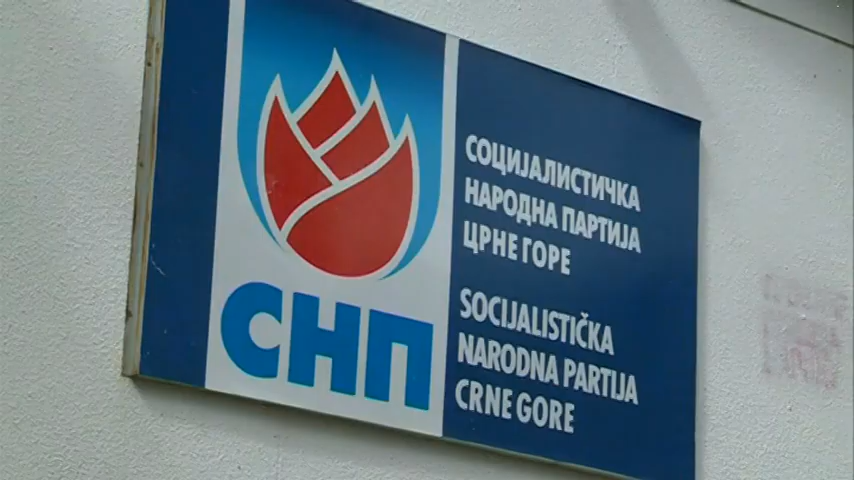 СНП
СОЦИЈАЛИСТИЧКА
НАРОДНА ПАРТИЈА
ЦРНЕ ГОРЕ
SOCIJALISTIČKA
NARODNA PARTIJA
CRNE GORE